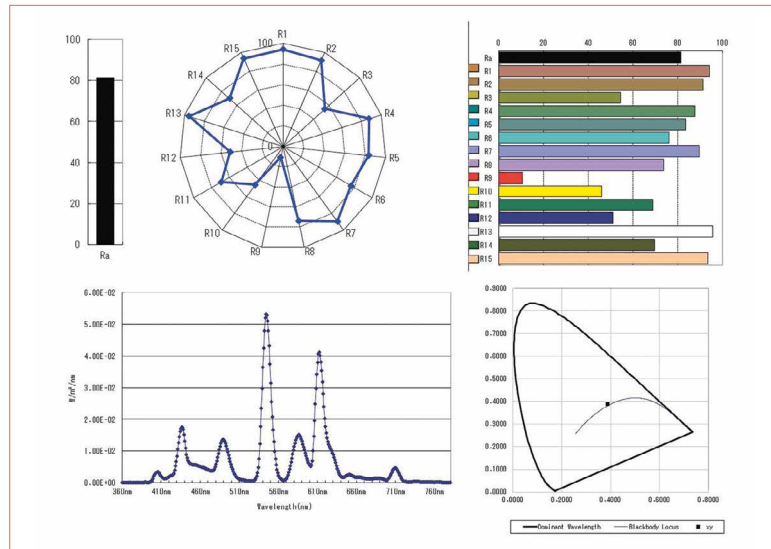 100
80
60
40
20
0
Ra
R1
R2
R3
R4
R5
R6
R7
R8
R9
R10
R11
R12
R13
R14
R15
100
0
0 20 40 60 80 100
Ra
R1
R2
R3
R4
R5
R6
R7
R8
R9
R10
R11
R12
R13
R14
R15
6.00E-02
5.00E-02
4.00E-02
3.00E-02
2.00E-02
1.00E-02
0.00E+00
W/m²/nm
360nm 410nm 460nm 510nm 560nm 610nm 660nm 710nm 760nm
Wavelength(nm)
0.8000
0.7000
0.6000
0.5000
0.4000
0.3000
0.2000
0.1000
0.0000
0.0000 0.2000 0.4000 0.6000 0.8000
Dominant Wavelength Blackbody Locus xy